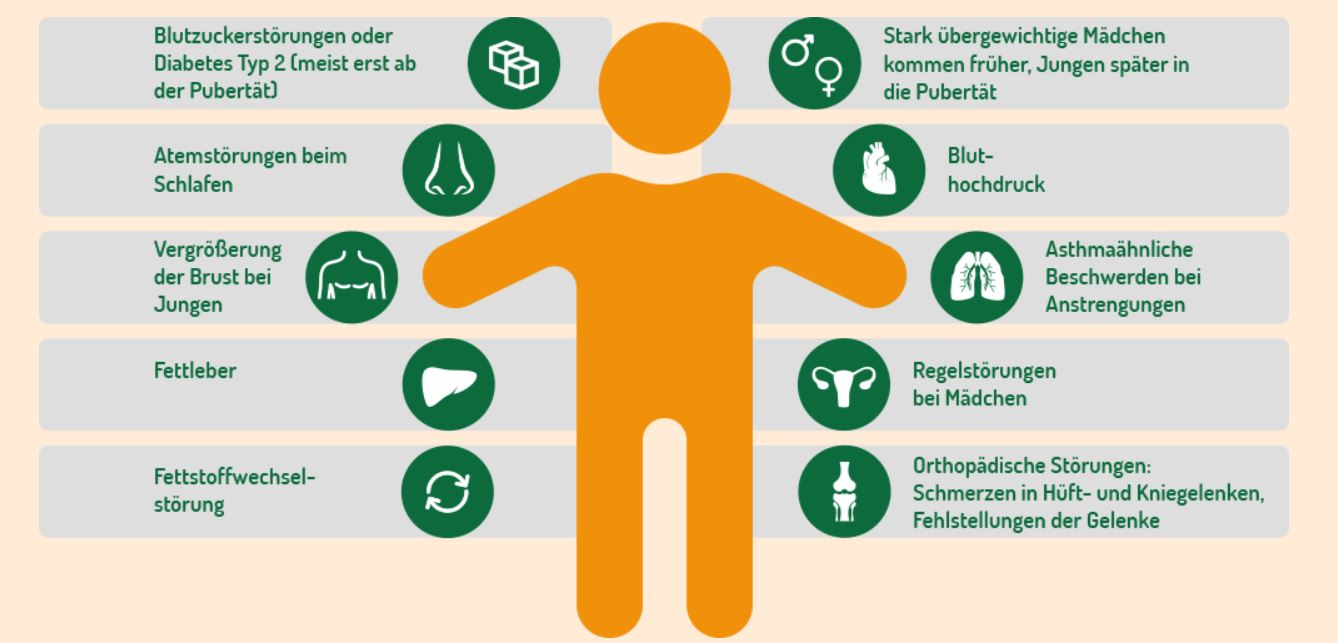 Blutzuckerstörungen oder
Diabetes Typ 2 (meist erst ab
der Pubertät)
Atemstörungen beim
Schlafen
Vergrößerung
der Brust bei
Jungen
Fettleber
Fettstoffwechsel-
störung
Stark übergewichtige Mädchen
kommen früher, Jungen später in
die Pubertät
Blut-
hochdruck
Asthmaähnliche
Beschwerden bei
Anstrengungen
Regelstörungen
bei Mädchen
Orthopädische Störungen:
Schmerzen in Hüft- und Kniegelenken,
Fehlstellungen der Gelenke